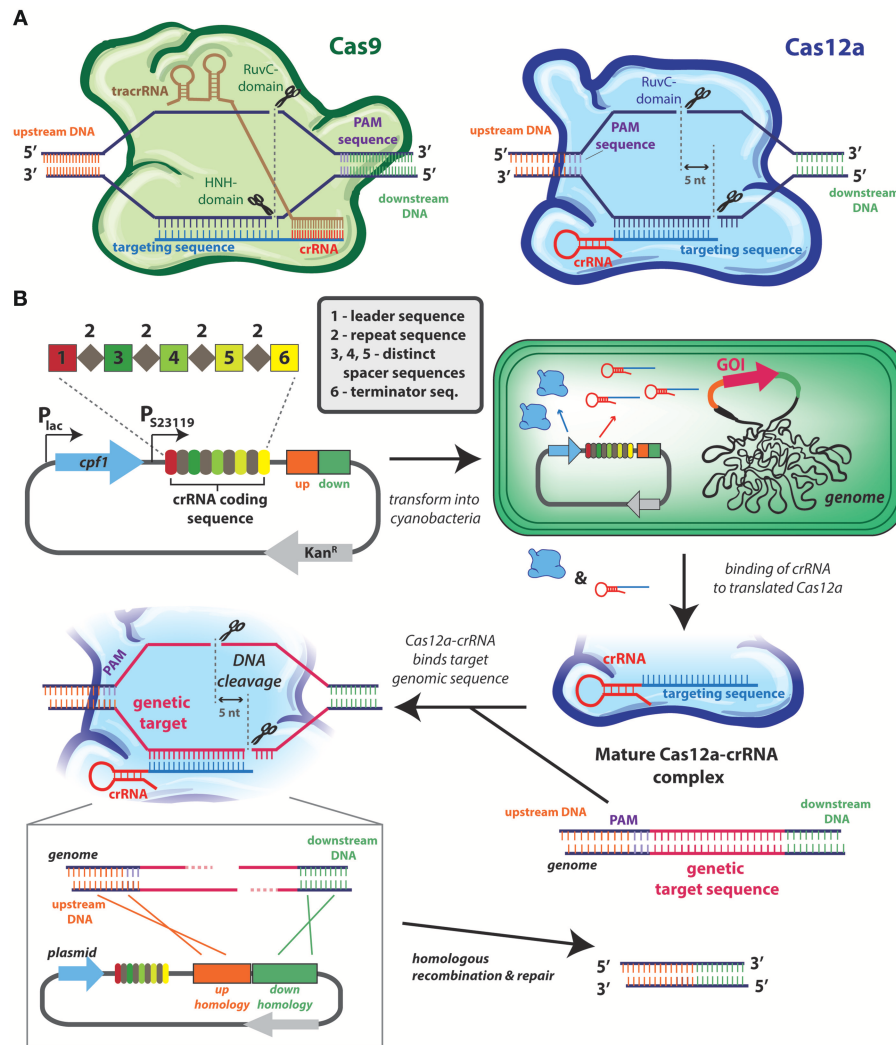 A
Cas9
RuvC-
domain
tracrRNA
PAM
sequence
upstream DNA
5′
3′
3′
5′
HNH-
domain
downstream
DNA
targeting sequence
crRNA
Cas12a
RuvC-
domain
PAM
sequence
upstream DNA
5′
3′
3′
5′
5 nt
downstream
DNA
crRNA
targeting sequence
B
2 2 2 2
1 3 4 5 6
1 - leader sequence
2 - repeat sequence
3, 4, 5 - distinct
spacer sequences
6 - terminator seq.
Plac
PS23119
cpf1
crRNA coding
sequence
up down
KanR
transform into
cyanobacteria
GOI
genome
&
binding of crRNA
to translated Cas12a
crRNA
targeting sequence
Mature Cas12a-crRNA
complex
Cas12a-crRNA
binds target
genomic sequence
PAM
DNA
cleavage
genetic
target
5 nt
crRNA
upstream DNA
PAM
downstream
DNA
genome
genetic
target sequence
downstream
DNA
genome
upstream
DNA
plasmid
up
homology
down
homology
homologous
recombination & repair
5′
3′
3′
5′